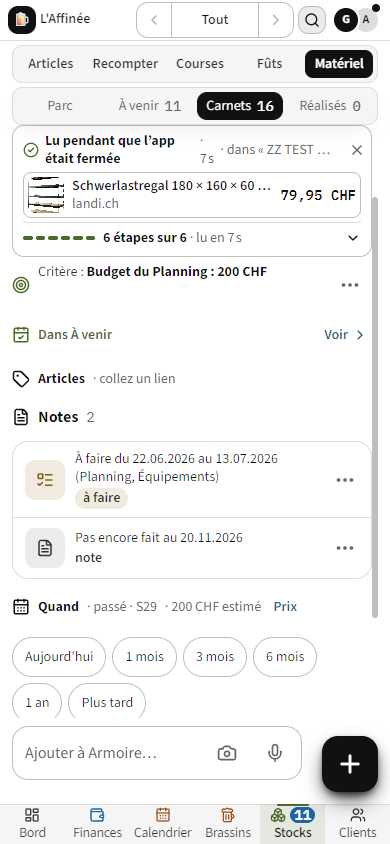 L'Affinée
Tout
G A
Articles Recompter Courses Fûts Matériel
Parc À venir 11 Carnets 16 Réalisés 0
Lu pendant que l'app était fermée · 7 s · dans « ZZ TEST …
Schwerlastregal 180 × 160 × 60 … 79,95 CHF
landi.ch
6 étapes sur 6 · lu en 7 s
Critère : Budget du Planning : 200 CHF
Dans À venir Voir
Articles · collez un lien
Notes 2
À faire du 22.06.2026 au 13.07.2026
(Planning, Équipements)
à faire
Pas encore fait au 20.11.2026
note
Quand · passé · S29 · 200 CHF estimé Prix
Aujourd'hui 1 mois 3 mois 6 mois
1 an Plus tard
Ajouter à Armoire…
11
Bord Finances Calendrier Brassins Stocks Clients